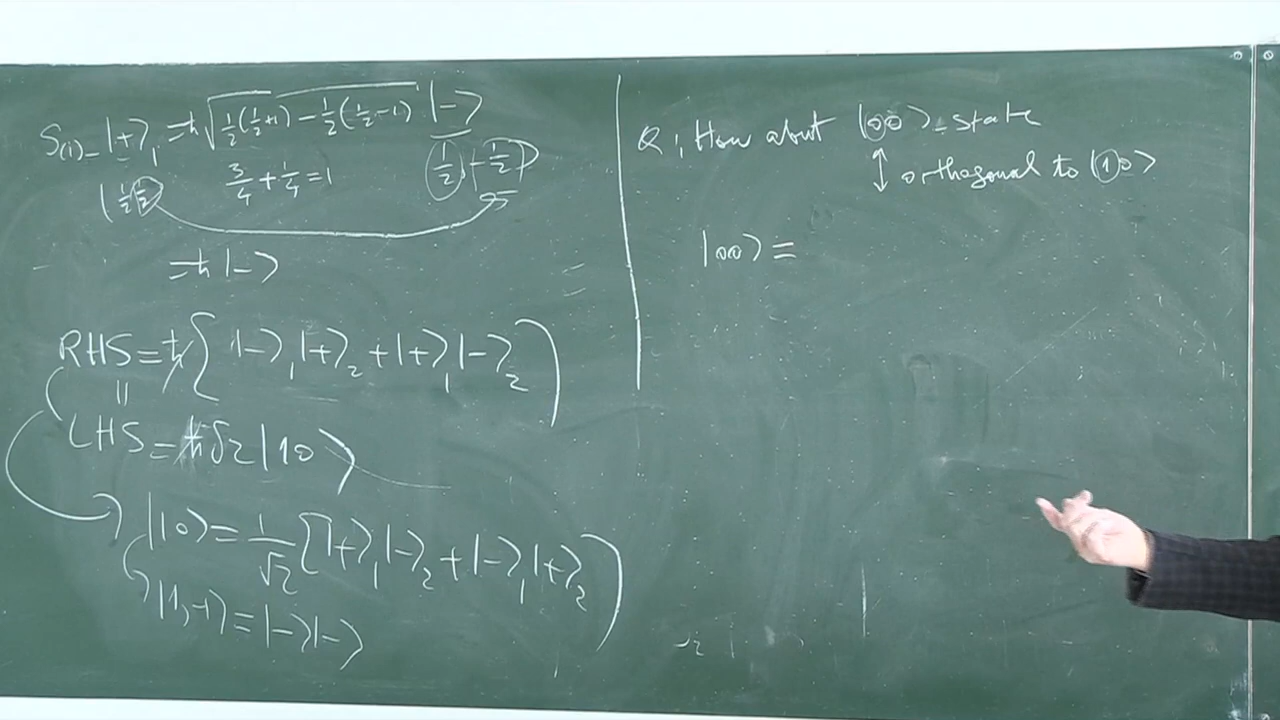 S₍₁₎₋ |+⟩₁ = ħ√(½(½+1) − ½(½−1)) |−⟩
|½ ½⟩ 3/4 + 1/4 = 1 |½, −½⟩
= ħ |−⟩
RHS = ħ{ |−⟩₁|+⟩₂ + |+⟩₁|−⟩₂ }
||
LHS = ħ√2 |10⟩
|10⟩ = 1/√2 [ |+⟩₁|−⟩₂ + |−⟩₁|+⟩₂ ]
|1,−1⟩ = |−⟩|−⟩
Q: How about |00⟩-state
↕ orthogonal to |10⟩
|00⟩ =